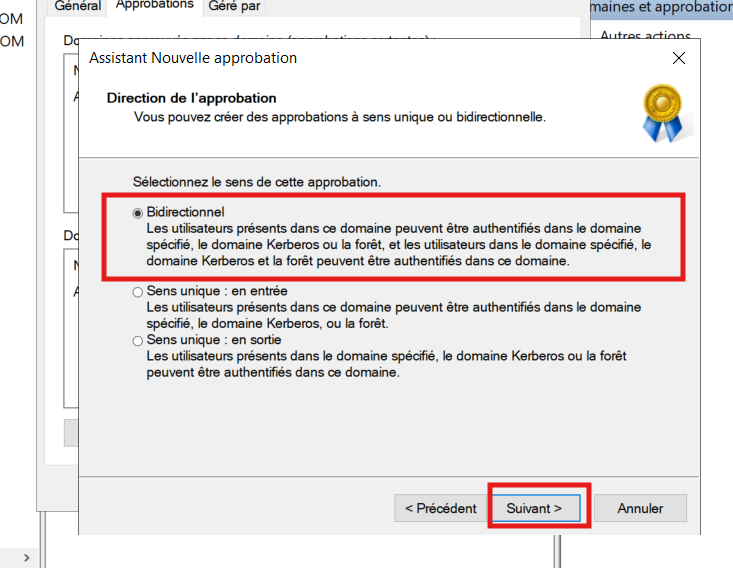 Général
Approbations
Géré par
maines et approbation
OM
OM
Autres actions
Assistant Nouvelle approbation
Direction de l'approbation
Vous pouvez créer des approbations à sens unique ou bidirectionnelle.
Sélectionnez le sens de cette approbation.
Bidirectionnel
Les utilisateurs présents dans ce domaine peuvent être authentifiés dans le domaine
spécifié, le domaine Kerberos ou la forêt, et les utilisateurs dans le domaine spécifié, le
domaine Kerberos et la forêt peuvent être authentifiés dans ce domaine.
Sens unique : en entrée
Les utilisateurs présents dans ce domaine peuvent être authentifiés dans le domaine
spécifié, le domaine Kerberos, ou la forêt.
Sens unique : en sortie
Les utilisateurs présents dans le domaine spécifié, le domaine Kerberos ou la forêt
peuvent être authentifiés dans ce domaine.
< Précédent
Suivant >
Annuler